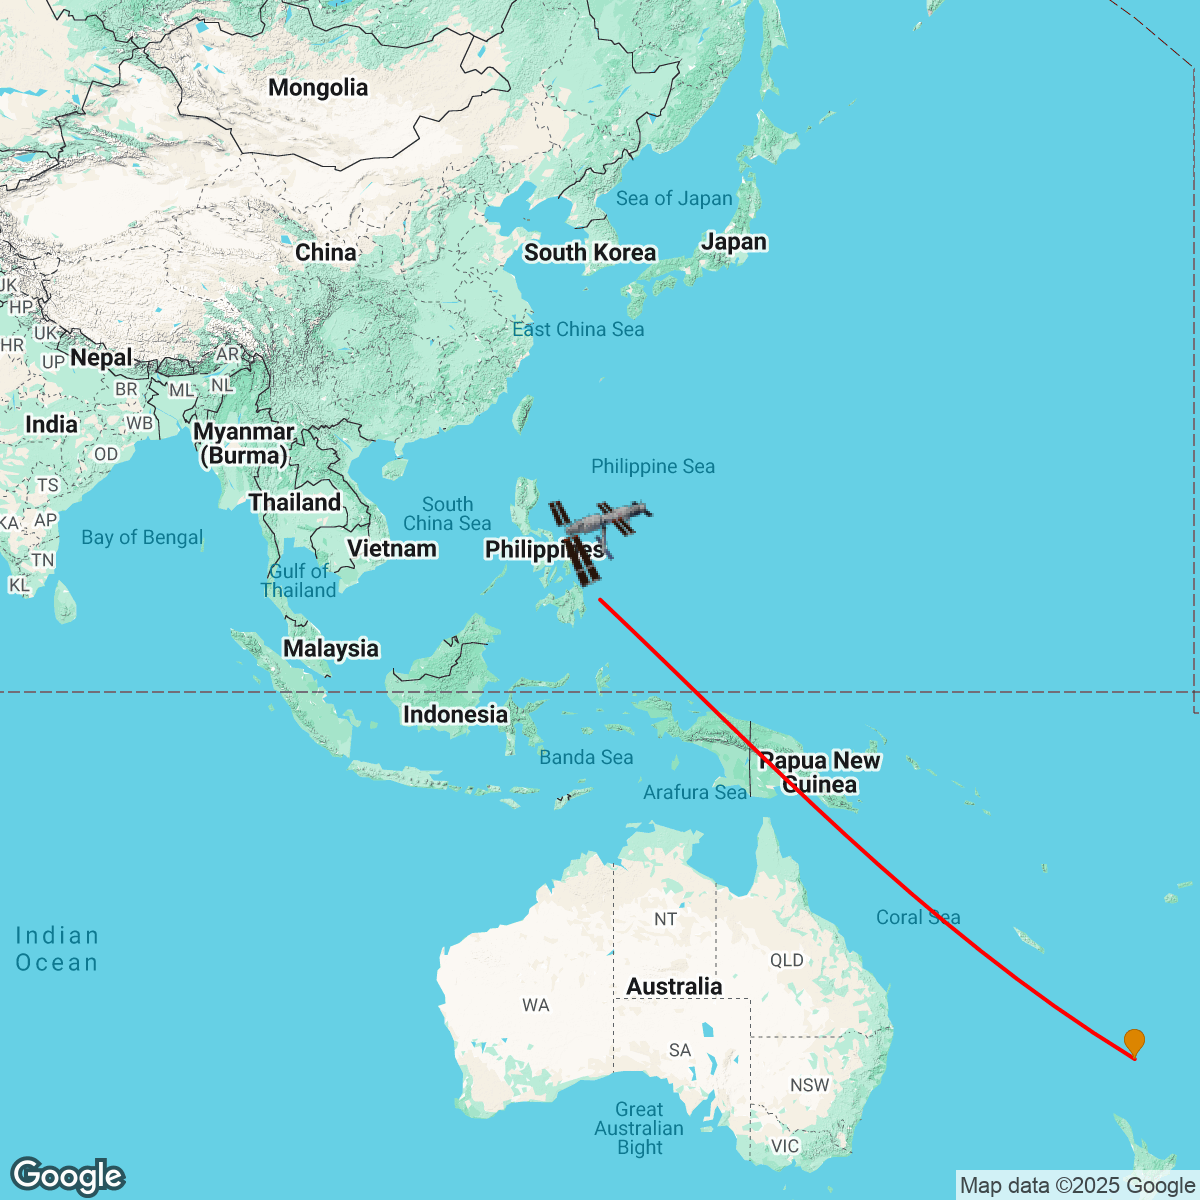 Mongolia
Sea of Japan
China
South Korea
Japan
UK
HP
East China Sea
HR
UK
UP
Nepal
AR
BR
ML
NL
India
WB
Myanmar
(Burma)
OD
Philippine Sea
TS
Thailand
South
China Sea
KA
AP
Bay of Bengal
Vietnam
Philippines
TN
KL
Gulf of
Thailand
Malaysia
Indonesia
Banda Sea
Papua New
Guinea
Arafura Sea
Indian
Ocean
NT
Coral Sea
QLD
Australia
WA
SA
NSW
Great
Australian
Bight
VIC
Google
Map data ©2025 Google